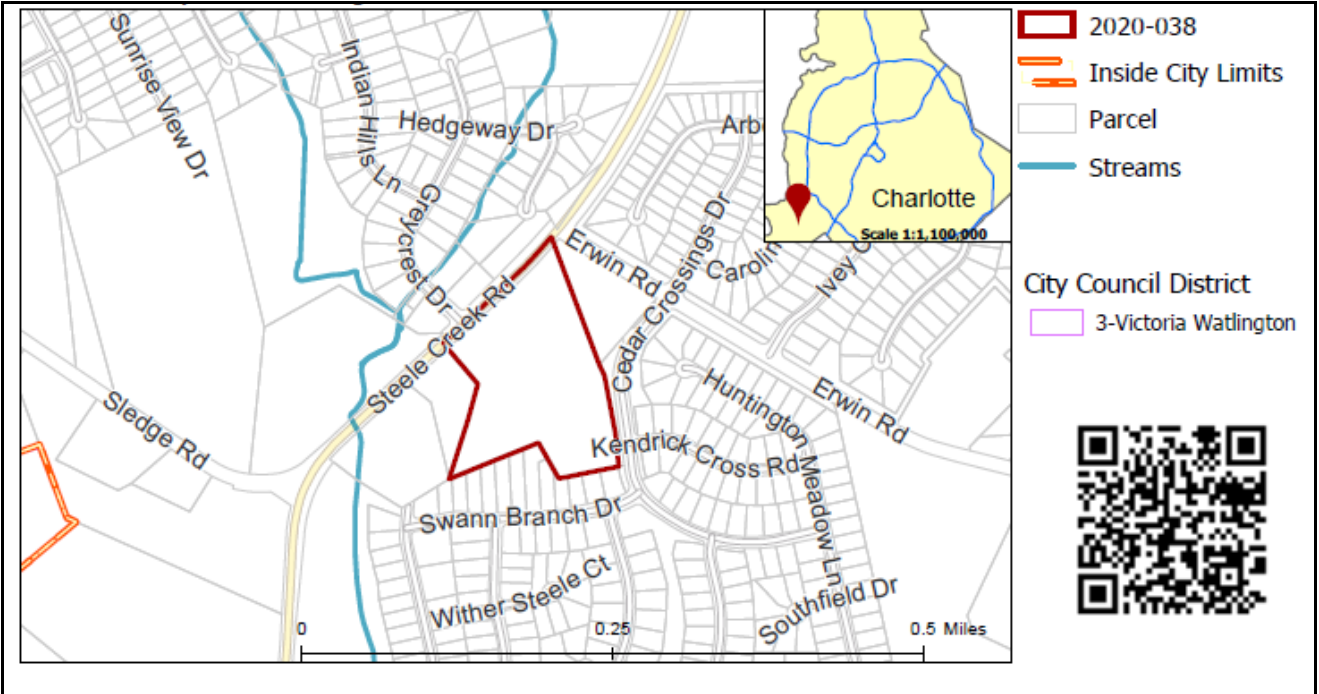 2020-038
Inside City Limits
Parcel
Streams
City Council District
3-Victoria Watlington
Sunrise View Dr
Indian Hills Ln
Hedgeway Dr
Greycrest Dr
Steele Creek Rd
Erwin Rd
Cedar Crossings Dr
Arb
Carolin
Ivey C
Charlotte
Scale 1:1,100,000
Sledge Rd
Huntington Meadow Ln
Erwin Rd
Kendrick Cross Rd
Swann Branch Dr
Wither Steele Ct
Southfield Dr
0
0.25
0.5 Miles